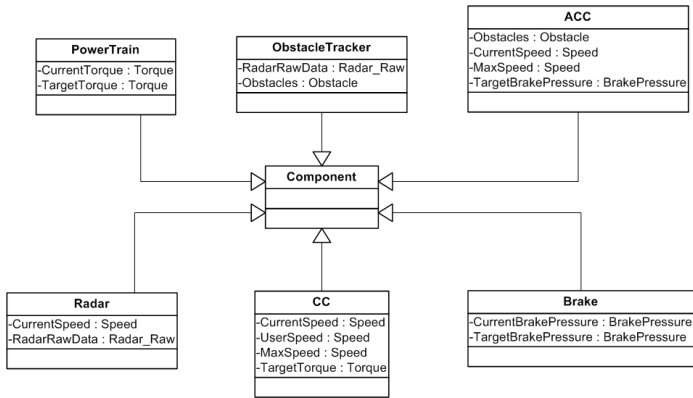 PowerTrain
-CurrentTorque : Torque
-TargetTorque : Torque
ObstacleTracker
-RadarRawData : Radar_Raw
-Obstacles : Obstacle
ACC
-Obstacles : Obstacle
-CurrentSpeed : Speed
-MaxSpeed : Speed
-TargetBrakePressure : BrakePressure
Component
Radar
-CurrentSpeed : Speed
-RadarRawData : Radar_Raw
CC
-CurrentSpeed : Speed
-UserSpeed : Speed
-MaxSpeed : Speed
-TargetTorque : Torque
Brake
-CurrentBrakePressure : BrakePressure
-TargetBrakePressure : BrakePressure